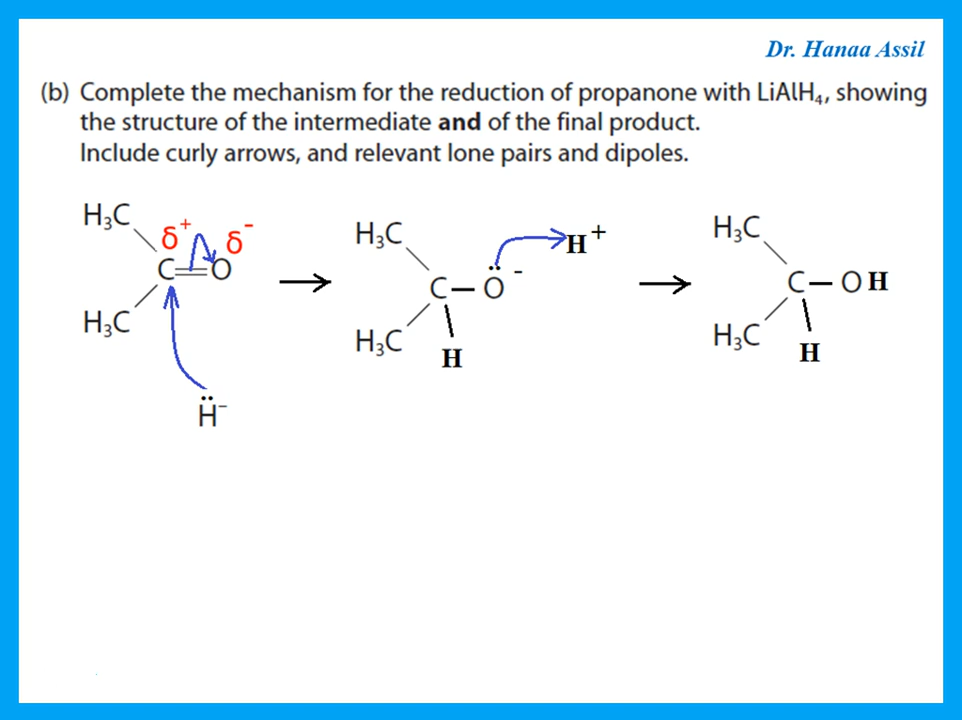 Dr. Hanaa Assil
(b) Complete the mechanism for the reduction of propanone with LiAlH₄, showing
the structure of the intermediate and of the final product.
Include curly arrows, and relevant lone pairs and dipoles.
H₃C δ⁺ δ⁻
C=O
H₃C
H⁻
H₃C H⁺
C–O⁻
H₃C H
H₃C
C–OH
H₃C H